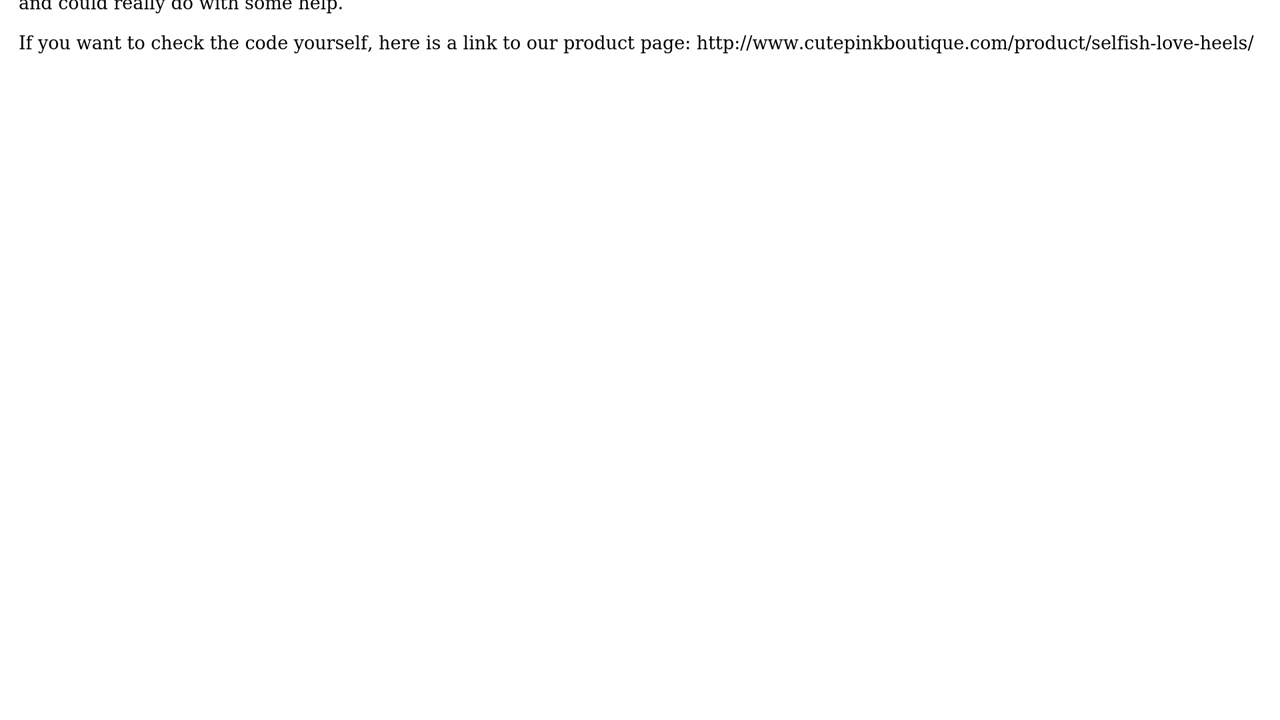 and could really do with some help.
If you want to check the code yourself, here is a link to our product page: http://www.cutepinkboutique.com/product/selfish-love-heels/